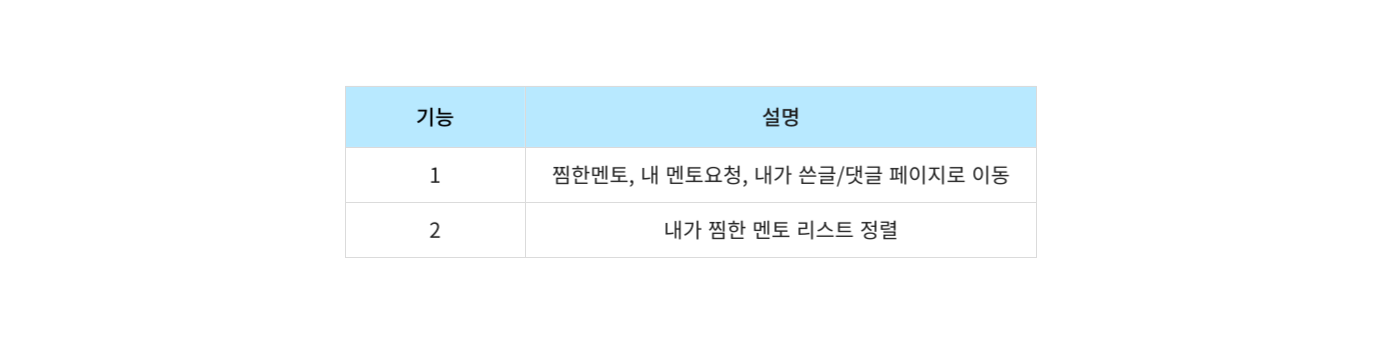 기능 설명
1 찜한멘토, 내 멘토요청, 내가 쓴글/댓글 페이지로 이동
2 내가 찜한 멘토 리스트 정렬